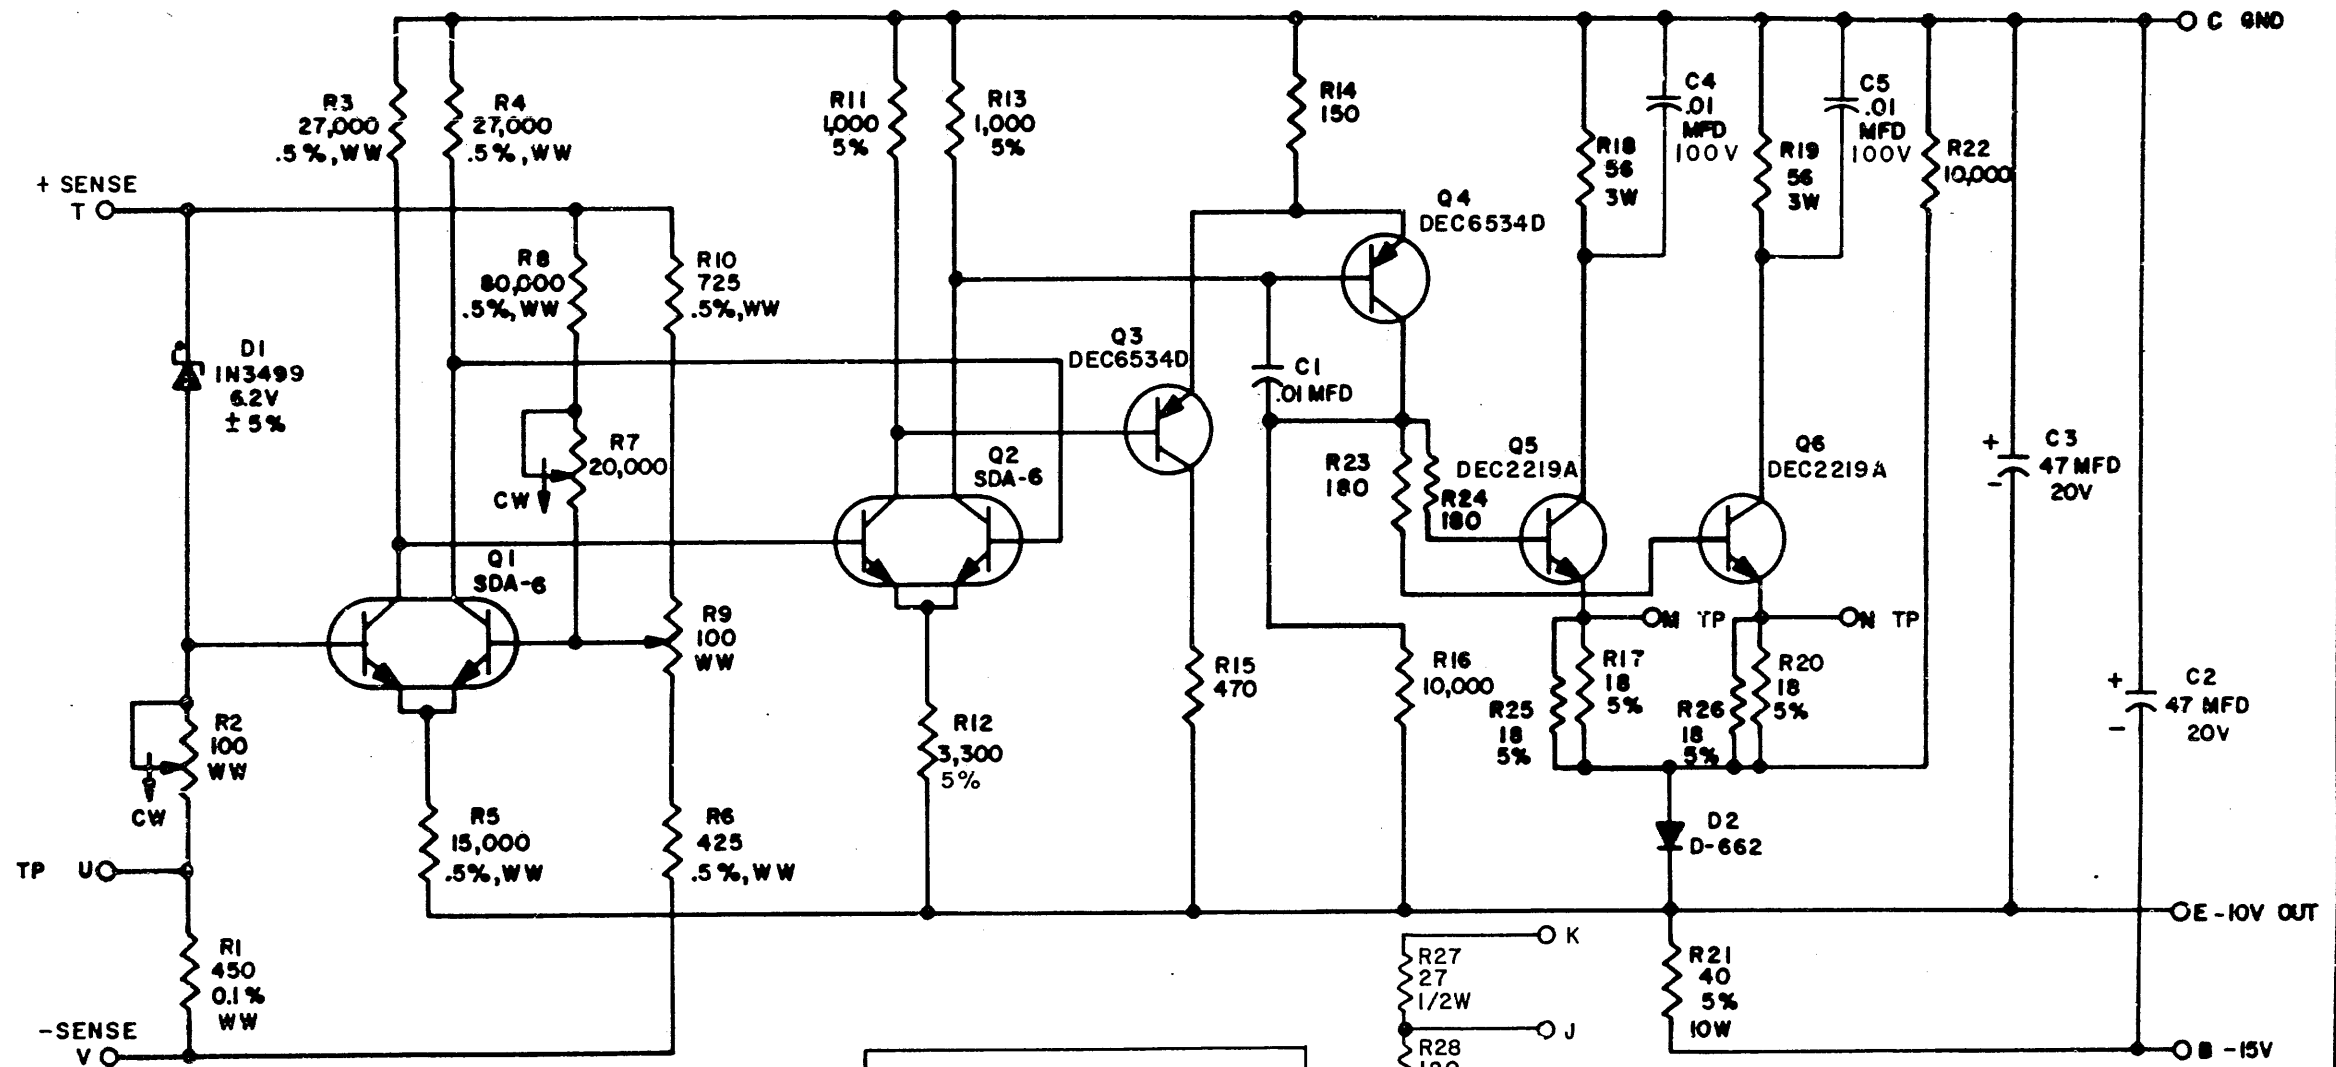 C GND
R3
27,000
.5%,WW
R4
27,000
.5%,WW
R11
1,000
5%
R13
1,000
5%
R14
150
C4
.01
MFD
100V
R18
56
3W
C5
.01
MFD
100V
R19
56
3W
R22
10,000
+ SENSE
T
R8
80,000
.5%,WW
R10
725
.5%,WW
Q4
DEC6534D
Q3
DEC6534D
D1
1N3499
6.2V
± 5%
C1
.01 MFD
R7
20,000
CW
Q2
SDA-6
R23
180
R24
180
Q5
DEC2219A
Q6
DEC2219A
+
C3
47 MFD
20V
-
Q1
SDA-6
R9
100
WW
M TP
N TP
R2
100
WW
CW
R12
3,300
5%
R15
470
R16
10,000
R25
18
5%
R17
18
5%
R26
18
5%
R20
18
5%
+
C2
47 MFD
20V
-
TP U
R5
15,000
.5%,WW
R6
425
.5%,WW
D2
D-662
E -10V OUT
R1
450
0.1%
WW
K
R27
27
1/2W
J
R28
R21
40
5%
10W
-SENSE
V
B -15V